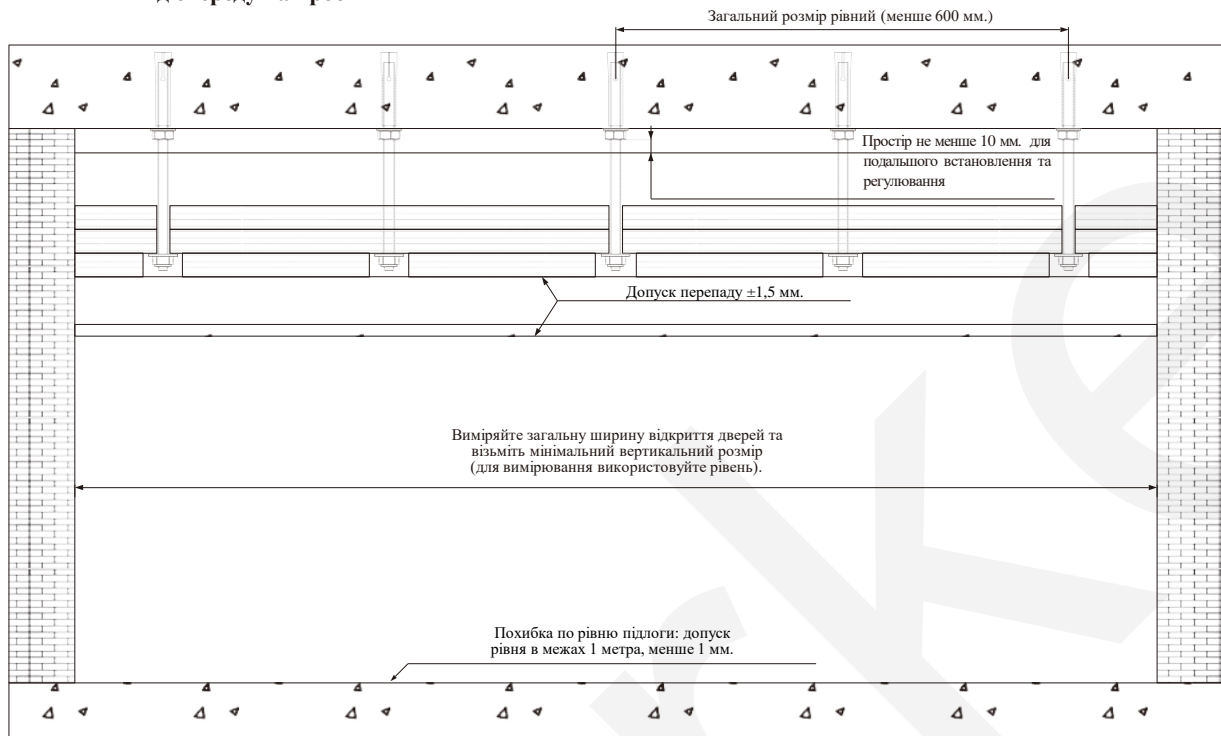 Загальний розмір рівний (менше 600 мм.)
Простір не менше 10 мм. для
подальшого встановлення та
регулювання
Допуск перепаду ±1,5 мм.
Виміряйте загальну ширину відкриття дверей та
візьміть мінімальний вертикальний розмір
(для вимірювання використовуйте рівень).
Похибка по рівню підлоги: допуск
рівня в межах 1 метра, менше 1 мм.